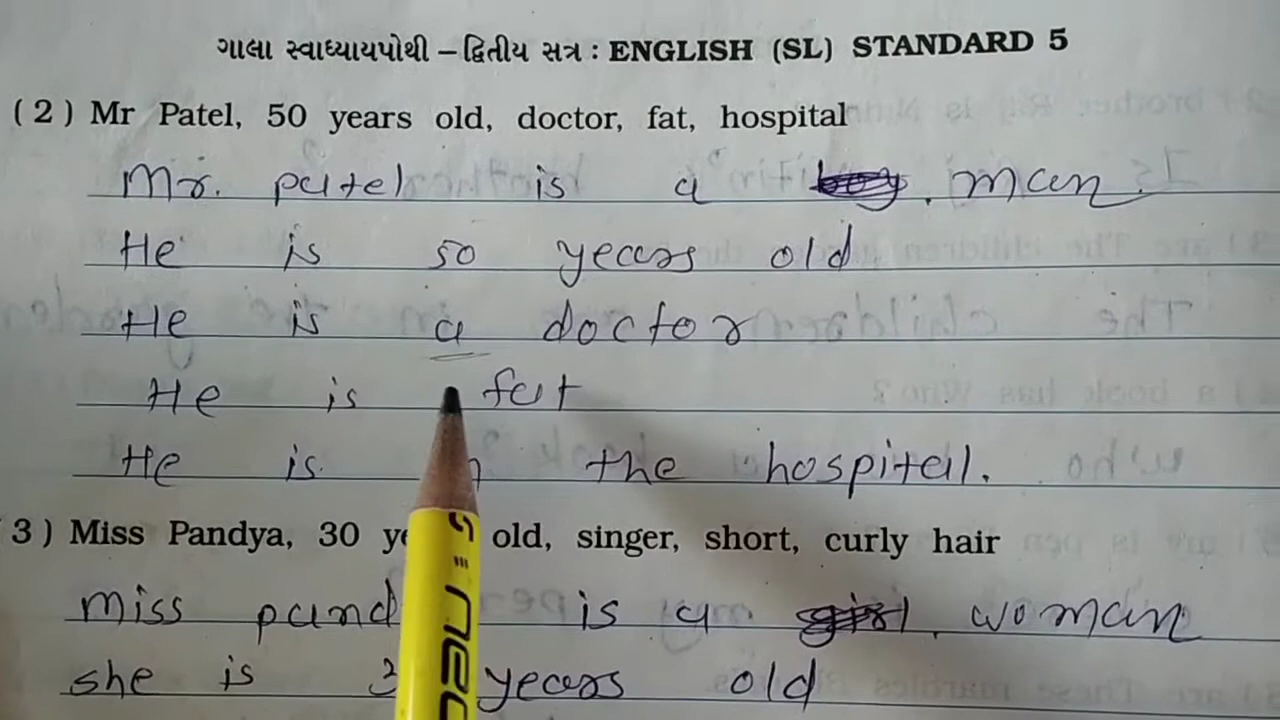 ગાલા સ્વાધ્યાયપોથી – દ્વિતીય સત્ર : ENGLISH (SL) STANDARD 5
(2) Mr Patel, 50 years old, doctor, fat, hospital
Mr. patel is a man.
He is 50 years old
He is a doctor
He is fat
He is the hospital.
3) Miss Pandya, 30 old, singer, short, curly hair
miss is a woman
she is years old